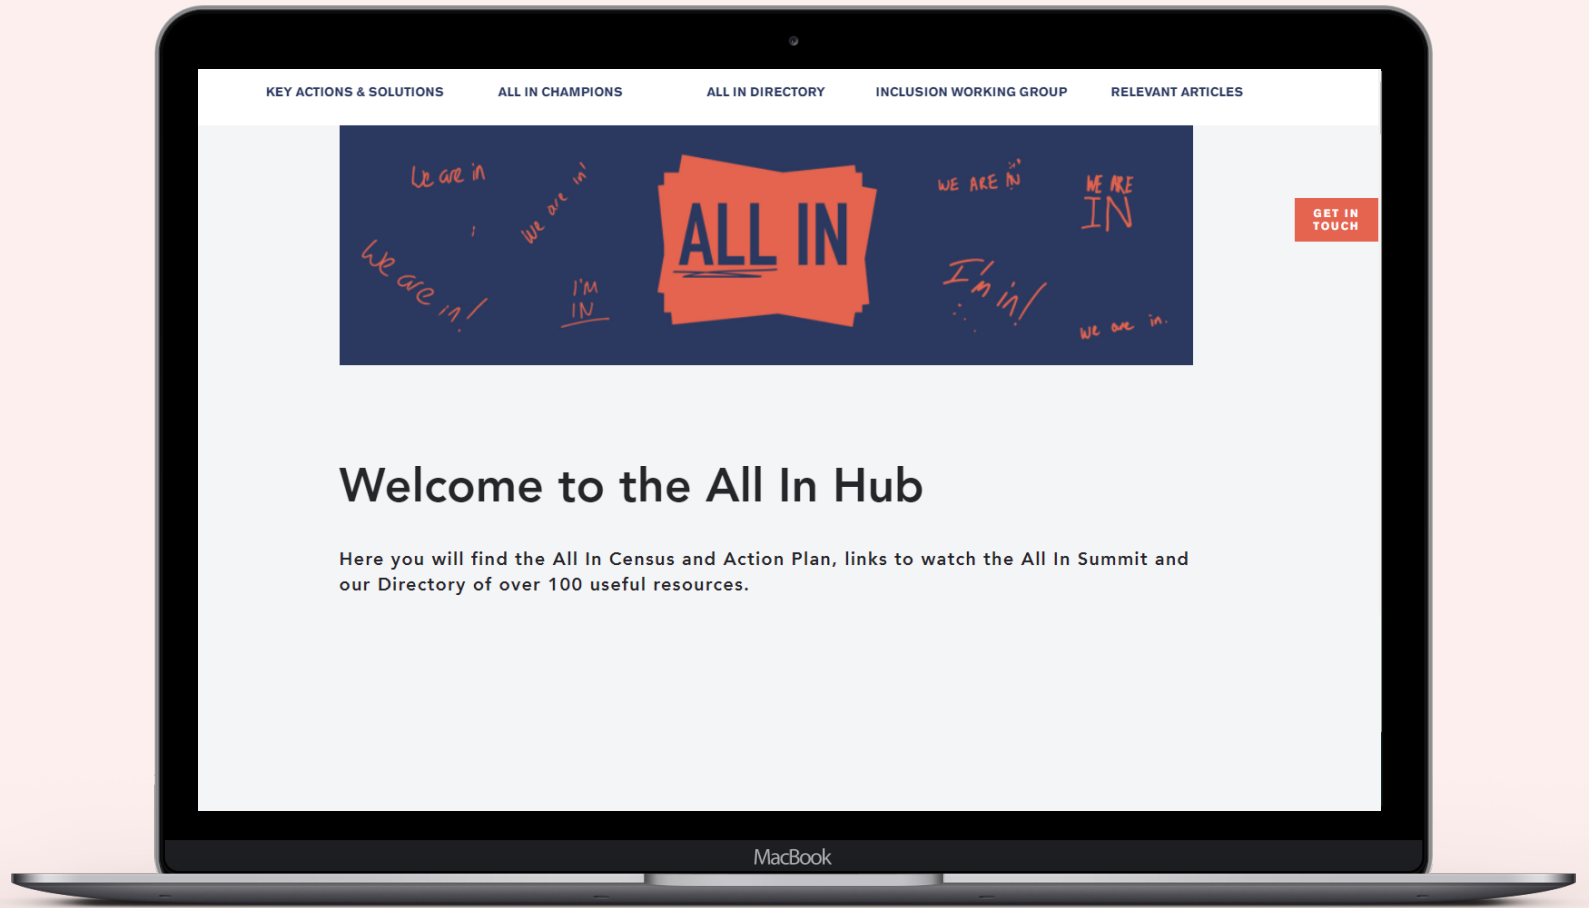 KEY ACTIONS & SOLUTIONS
ALL IN CHAMPIONS
ALL IN DIRECTORY
INCLUSION WORKING GROUP
RELEVANT ARTICLES
we are in
we are in!
We are in!
I'M
IN
ALL IN
WE ARE IN
WE ARE
IN
I'm in!
we are in.
GET IN
TOUCH
Welcome to the All In Hub
Here you will find the All In Census and Action Plan, links to watch the All In Summit and
our Directory of over 100 useful resources.
MacBook